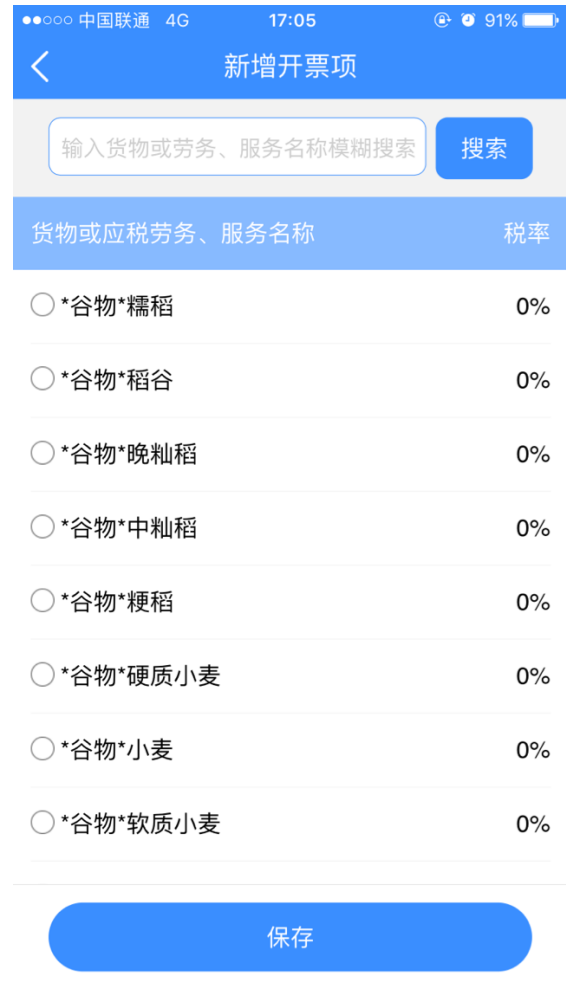 ●●○○○ 中国联通 4G 17:05 91%
新增开票项
输入货物或劳务、服务名称模糊搜索 搜索
货物或应税劳务、服务名称 税率
*谷物*糯稻 0%
*谷物*稻谷 0%
*谷物*晚籼稻 0%
*谷物*中籼稻 0%
*谷物*粳稻 0%
*谷物*硬质小麦 0%
*谷物*小麦 0%
*谷物*软质小麦 0%
保存